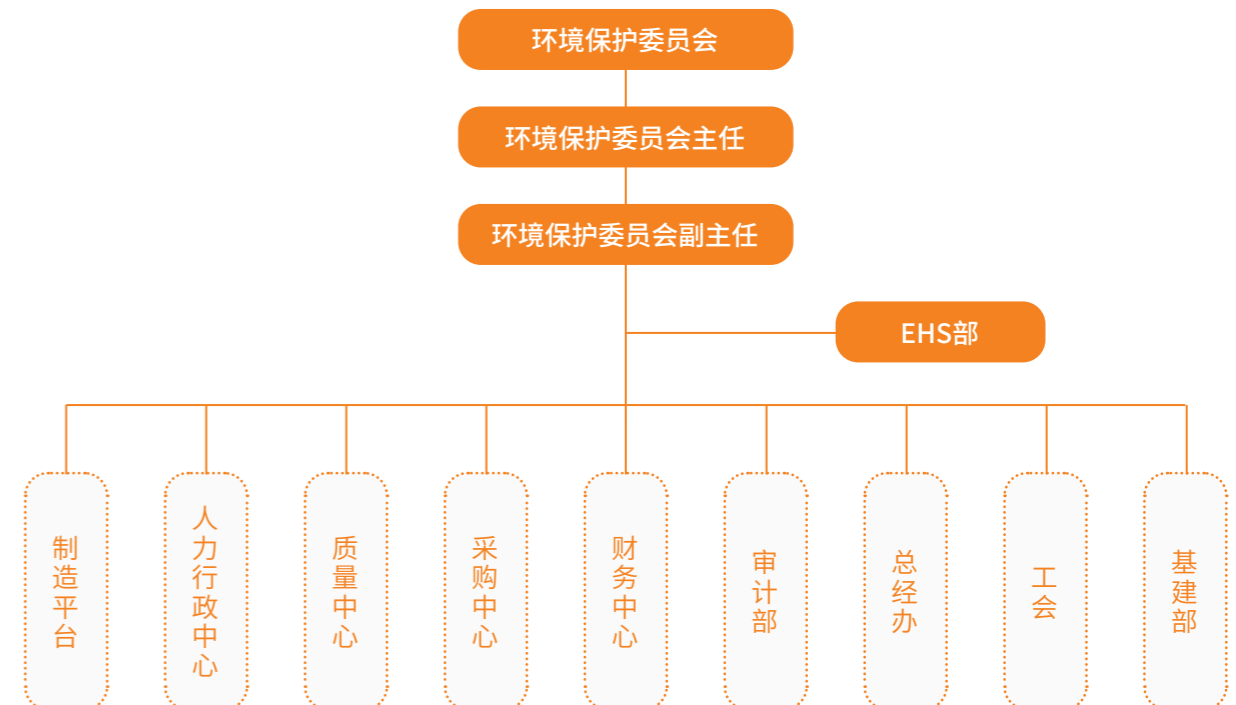 环境保护委员会
环境保护委员会主任
环境保护委员会副主任
EHS部
制造平台
人力行政中心
质量中心
采购中心
财务中心
审计部
总经办
工会
基建部